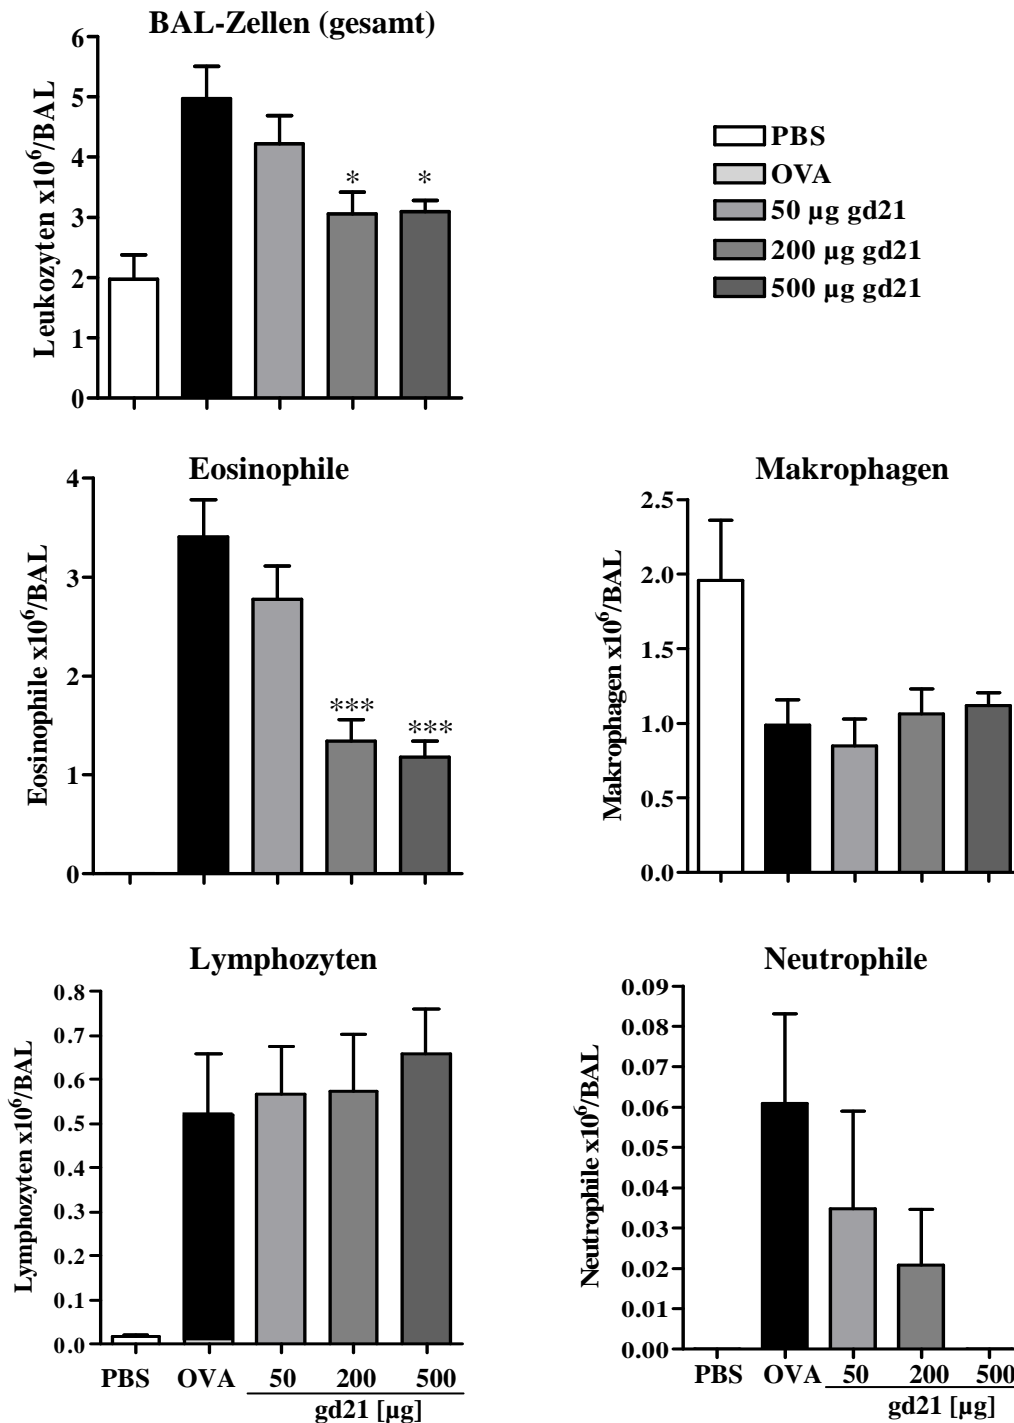 BAL-Zellen (gesamt)
Leukozyten x10⁶/BAL
6
5
4
3
2
1
0
*
*
PBS
OVA
50 µg gd21
200 µg gd21
500 µg gd21
Eosinophile
Eosinophile x10⁶/BAL
4
3
2
1
0
***
***
Makrophagen
Makrophagen x10⁶/BAL
2.5
2.0
1.5
1.0
0.5
0.0
Lymphozyten
Lymphozyten x10⁶/BAL
0.8
0.7
0.6
0.5
0.4
0.3
0.2
0.1
0.0
PBS OVA 50 200 500
gd21 [µg]
Neutrophile
Neutrophile x10⁶/BAL
0.09
0.08
0.07
0.06
0.05
0.04
0.03
0.02
0.01
0.00
PBS OVA 50 200 500
gd21 [µg]